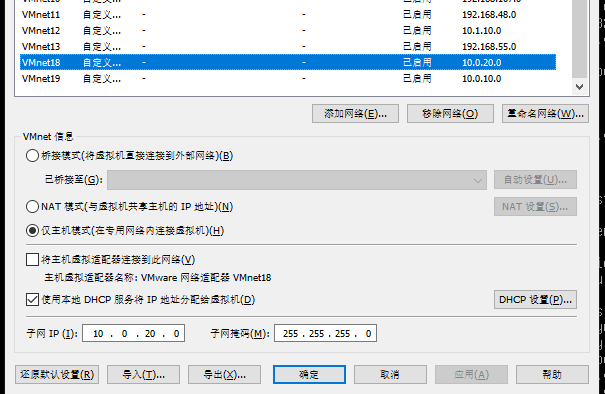 VMnet11 自定义... - - 已启用 192.168.48.0
VMnet12 自定义... - - 已启用 10.1.10.0
VMnet13 自定义... - - 已启用 192.168.55.0
VMnet18 自定义... - - 已启用 10.0.20.0
VMnet19 自定义... - - 已启用 10.0.10.0
添加网络(E)... 移除网络(O) 重命名网络(W)...
VMnet 信息
桥接模式(将虚拟机直接连接到外部网络)(B)
已桥接至(G): 自动设置(U)...
NAT 模式(与虚拟机共享主机的 IP 地址)(N) NAT 设置(S)...
仅主机模式(在专用网络内连接虚拟机)(H)
将主机虚拟适配器连接到此网络(V)
主机虚拟适配器名称: VMware 网络适配器 VMnet18
使用本地 DHCP 服务将 IP 地址分配给虚拟机(D) DHCP 设置(P)...
子网 IP (I): 10 . 0 . 20 . 0 子网掩码(M): 255 . 255 . 255 . 0
还原默认设置(R) 导入(T)... 导出(X)... 确定 取消 应用(A) 帮助